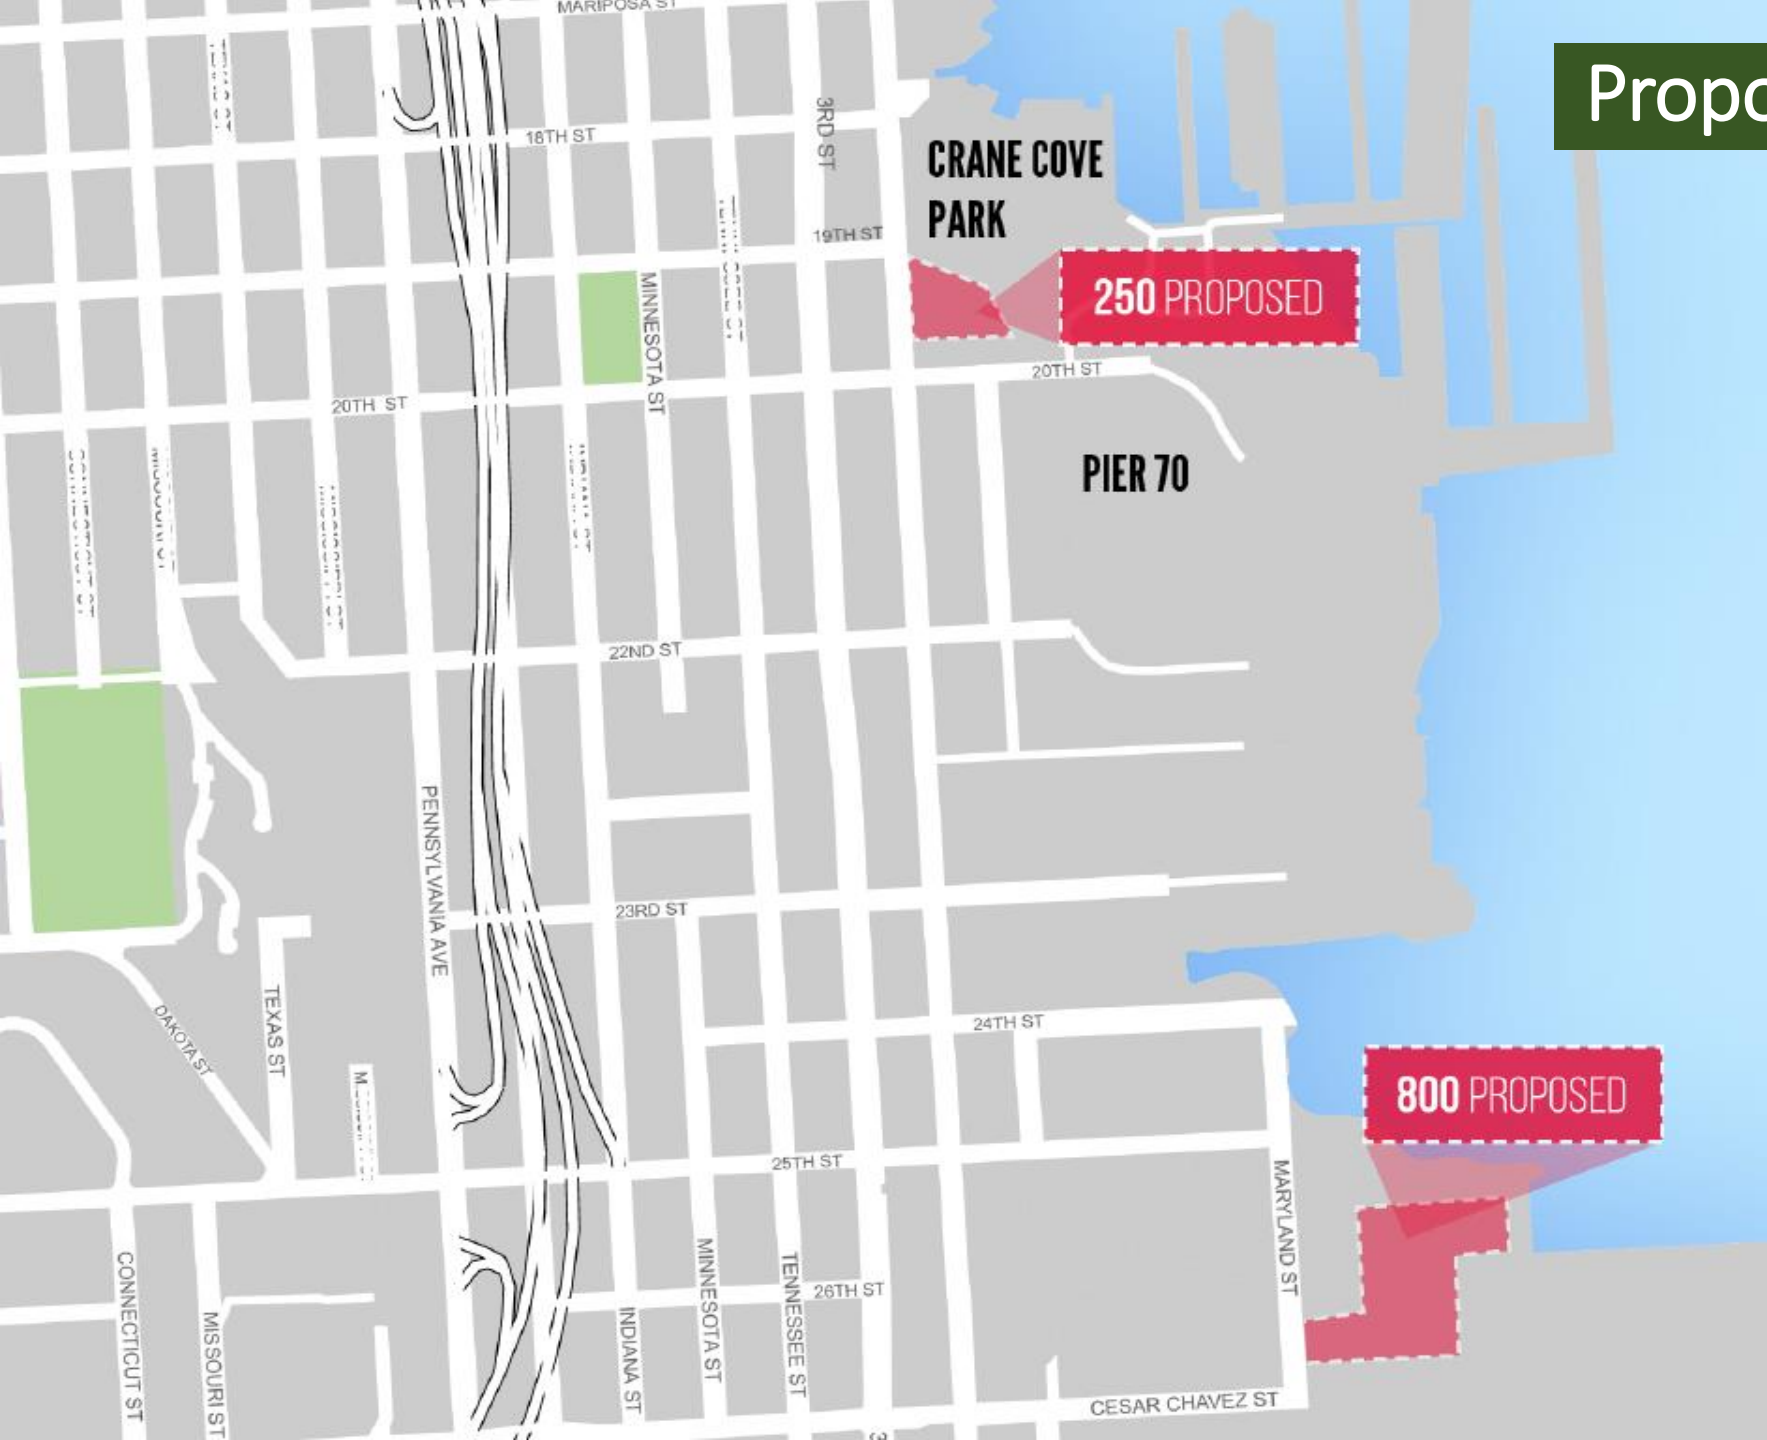 MARIPOSA ST
Propo
3RD ST
18TH ST
CRANE COVE
PARK
19TH ST
250 PROPOSED
MINNESOTA ST
20TH ST
20TH ST
PIER 70
22ND ST
PENNSYLVANIA AVE
23RD ST
TEXAS ST
DAKOTA ST
24TH ST
800 PROPOSED
25TH ST
MARYLAND ST
CONNECTICUT ST
MISSOURI ST
INDIANA ST
MINNESOTA ST
TENNESSEE ST
26TH ST
CESAR CHAVEZ ST